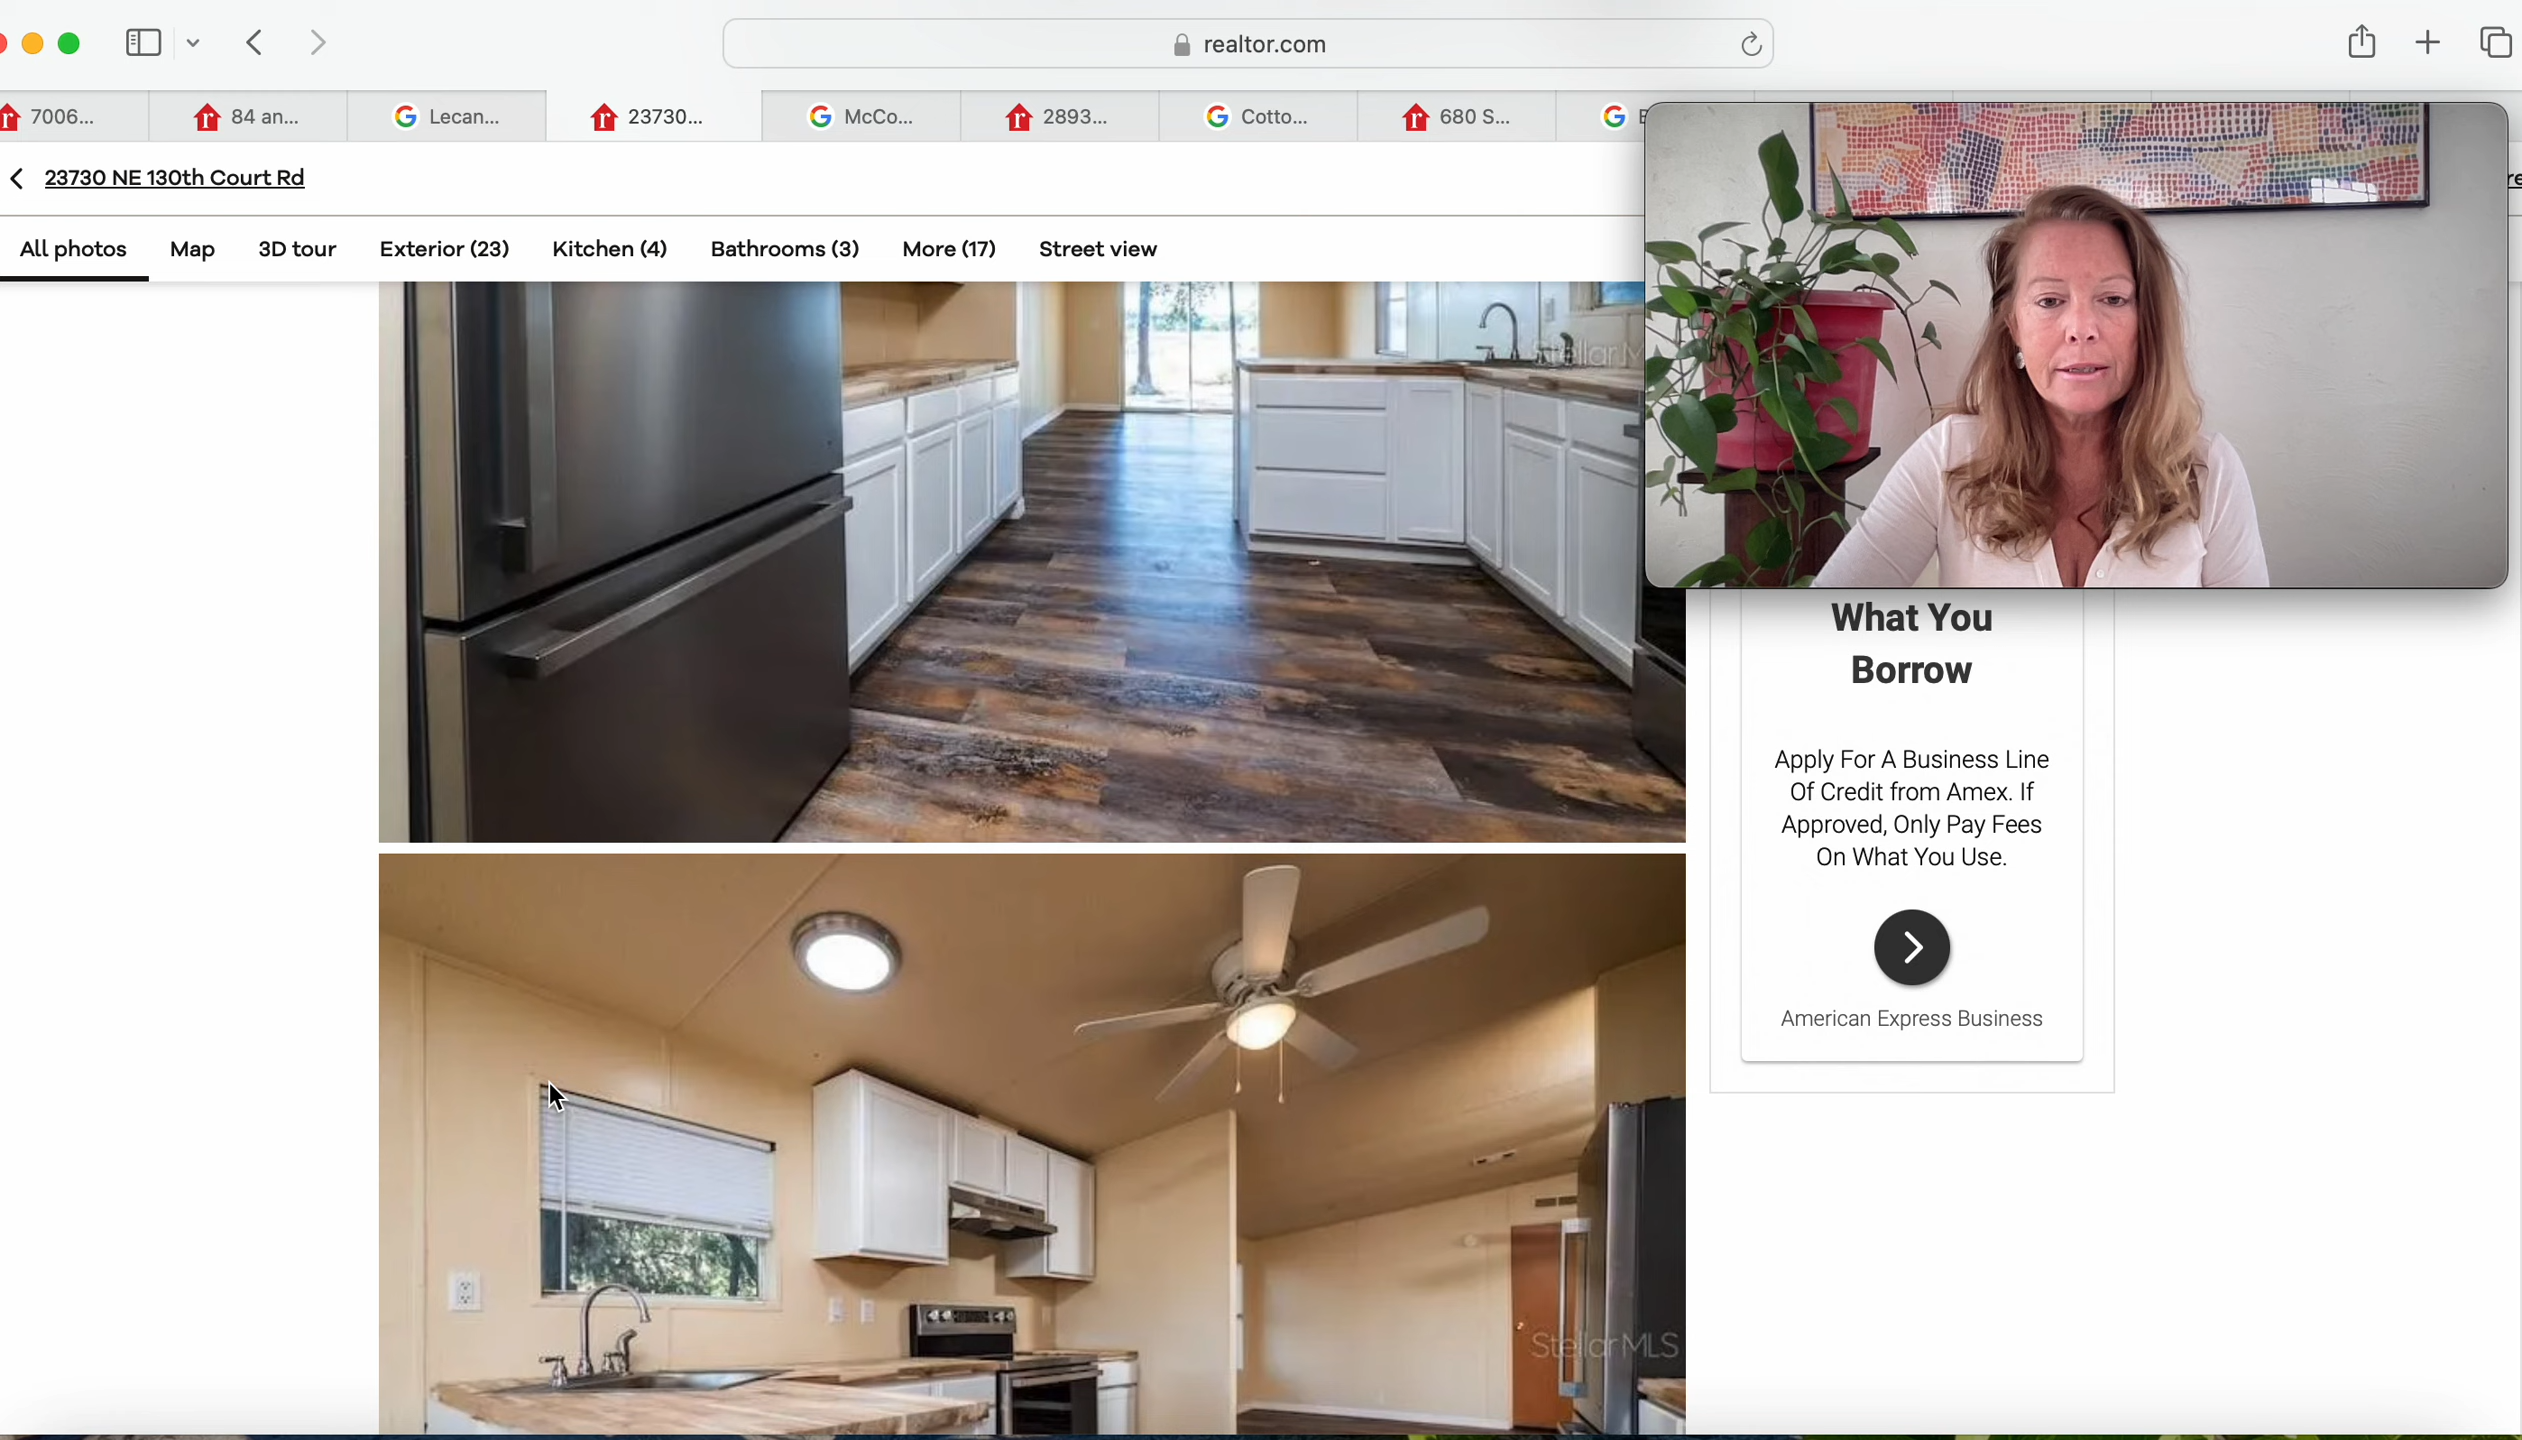 realtor.com
7006...
84 an...
Lecan...
23730...
McCo...
2893...
Cotto...
680 S...
23730 NE 130th Court Rd
All photos
Map
3D tour
Exterior (23)
Kitchen (4)
Bathrooms (3)
More (17)
Street view
StellarM
What You
Borrow
Apply For A Business Line
Of Credit from Amex. If
Approved, Only Pay Fees
On What You Use.
American Express Business
StellarMLS